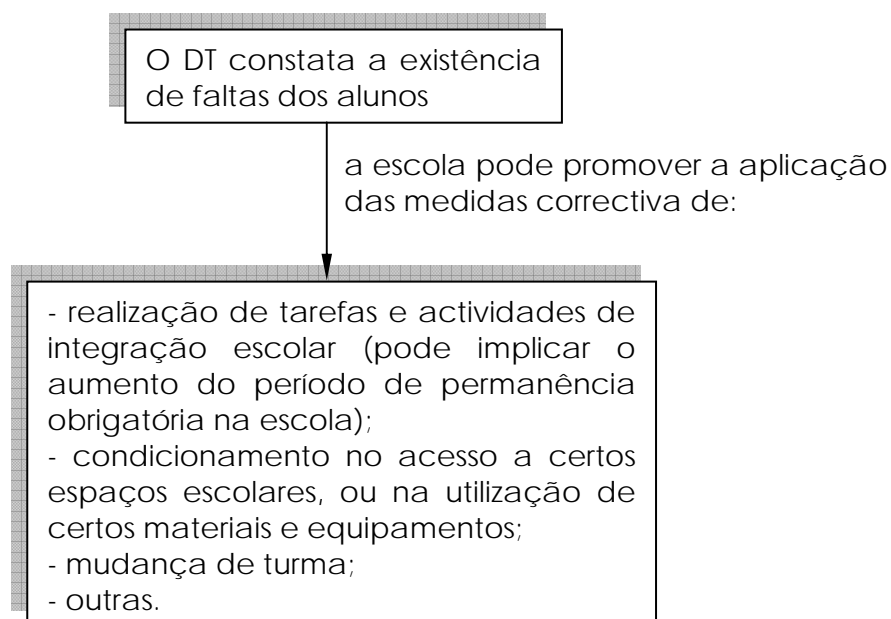 O DT constata a existência
de faltas dos alunos
a escola pode promover a aplicação
das medidas correctiva de:
- realização de tarefas e actividades de
integração escolar (pode implicar o
aumento do período de permanência
obrigatória na escola);
- condicionamento no acesso a certos
espaços escolares, ou na utilização de
certos materiais e equipamentos;
- mudança de turma;
- outras.